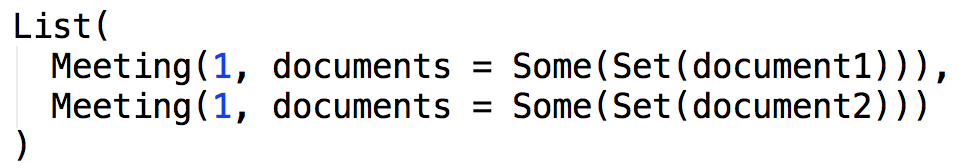 List(
  Meeting(1, documents = Some(Set(document1))),
  Meeting(1, documents = Some(Set(document2)))
)